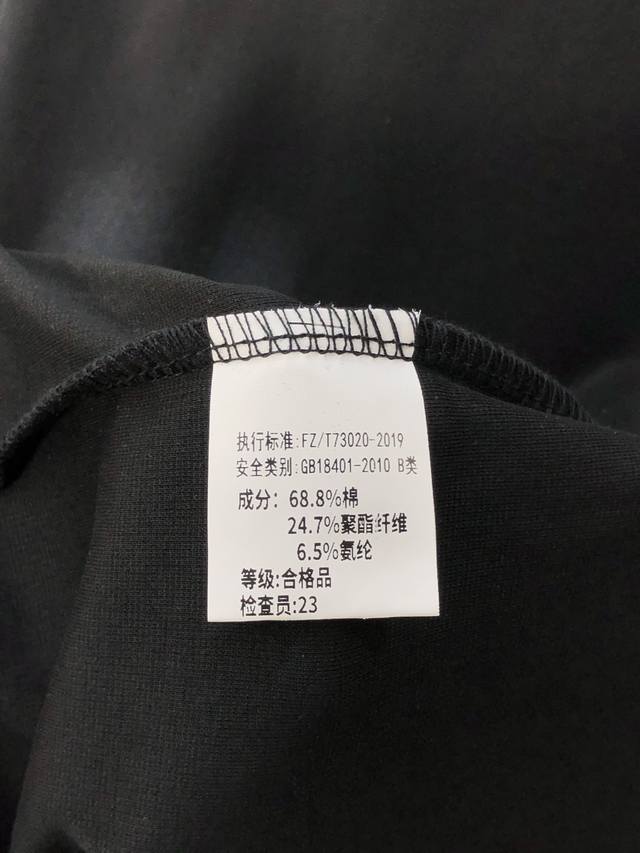 执行标准:FZ/T73020-2019
安全类别:GB18401-2010 B类
成分: 68.8%棉
24.7%聚酯纤维
6.5%氨纶
等级:合格品
检查员:23